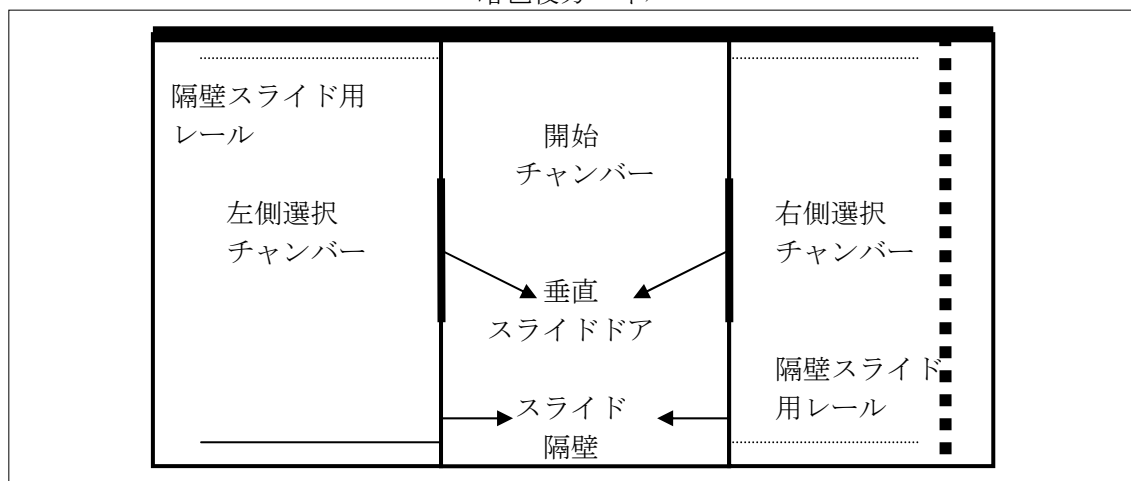 隔壁スライド用
レール
開始
チャンバー
左側選択
チャンバー
右側選択
チャンバー
垂直
スライドドア
隔壁スライド
用レール
スライド
隔壁